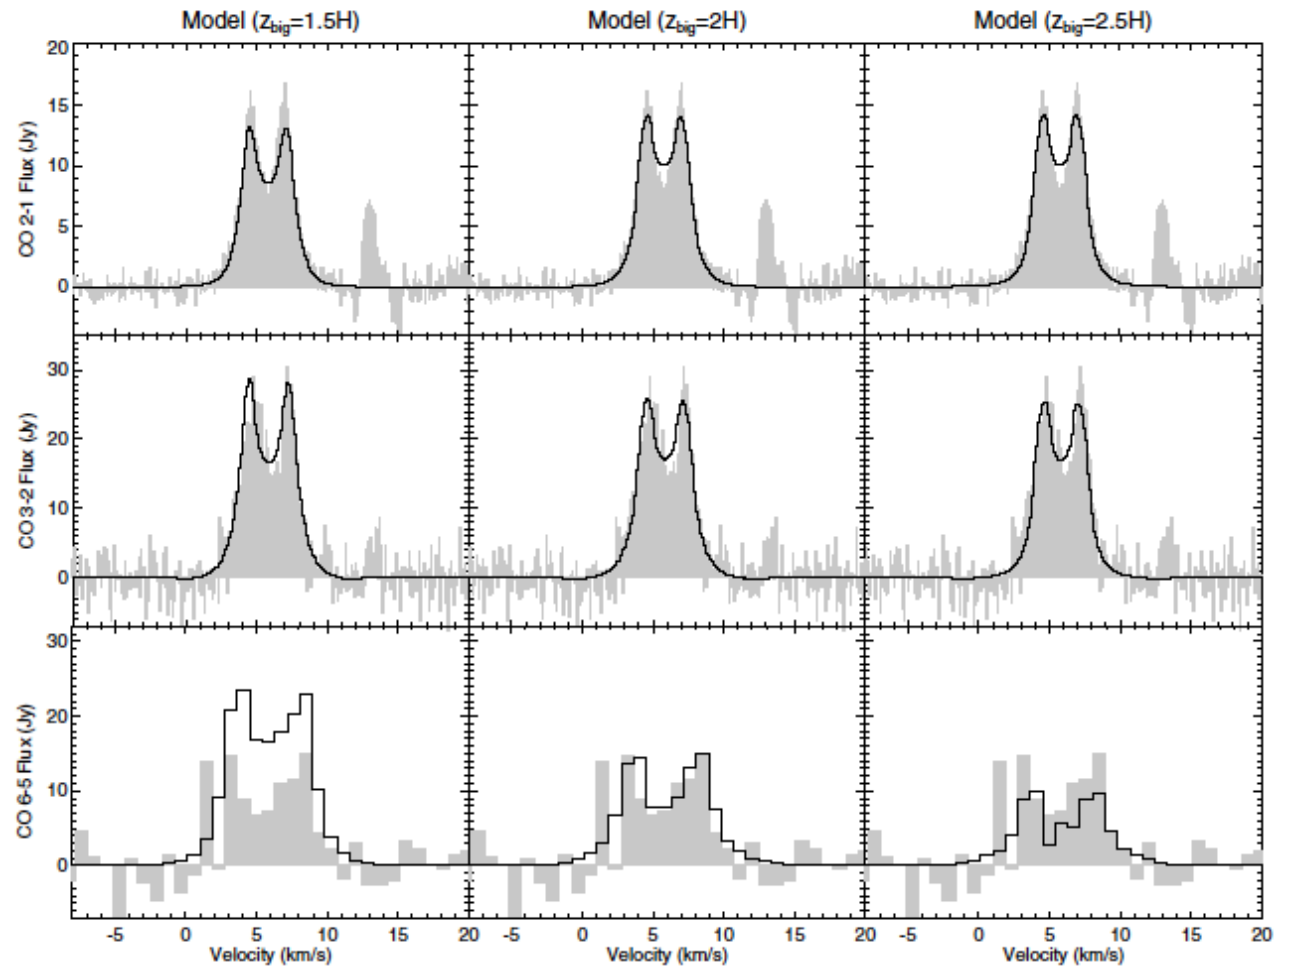 Model (z_big=1.5H) Model (z_big=2H) Model (z_big=2.5H)
20
15
10
5
0
CO 2-1 Flux (Jy)
30
20
10
0
CO 3-2 Flux (Jy)
30
20
10
0
CO 6-5 Flux (Jy)
-5 0 5 10 15 20 -5 0 5 10 15 20 -5 0 5 10 15 20
Velocity (km/s) Velocity (km/s) Velocity (km/s)